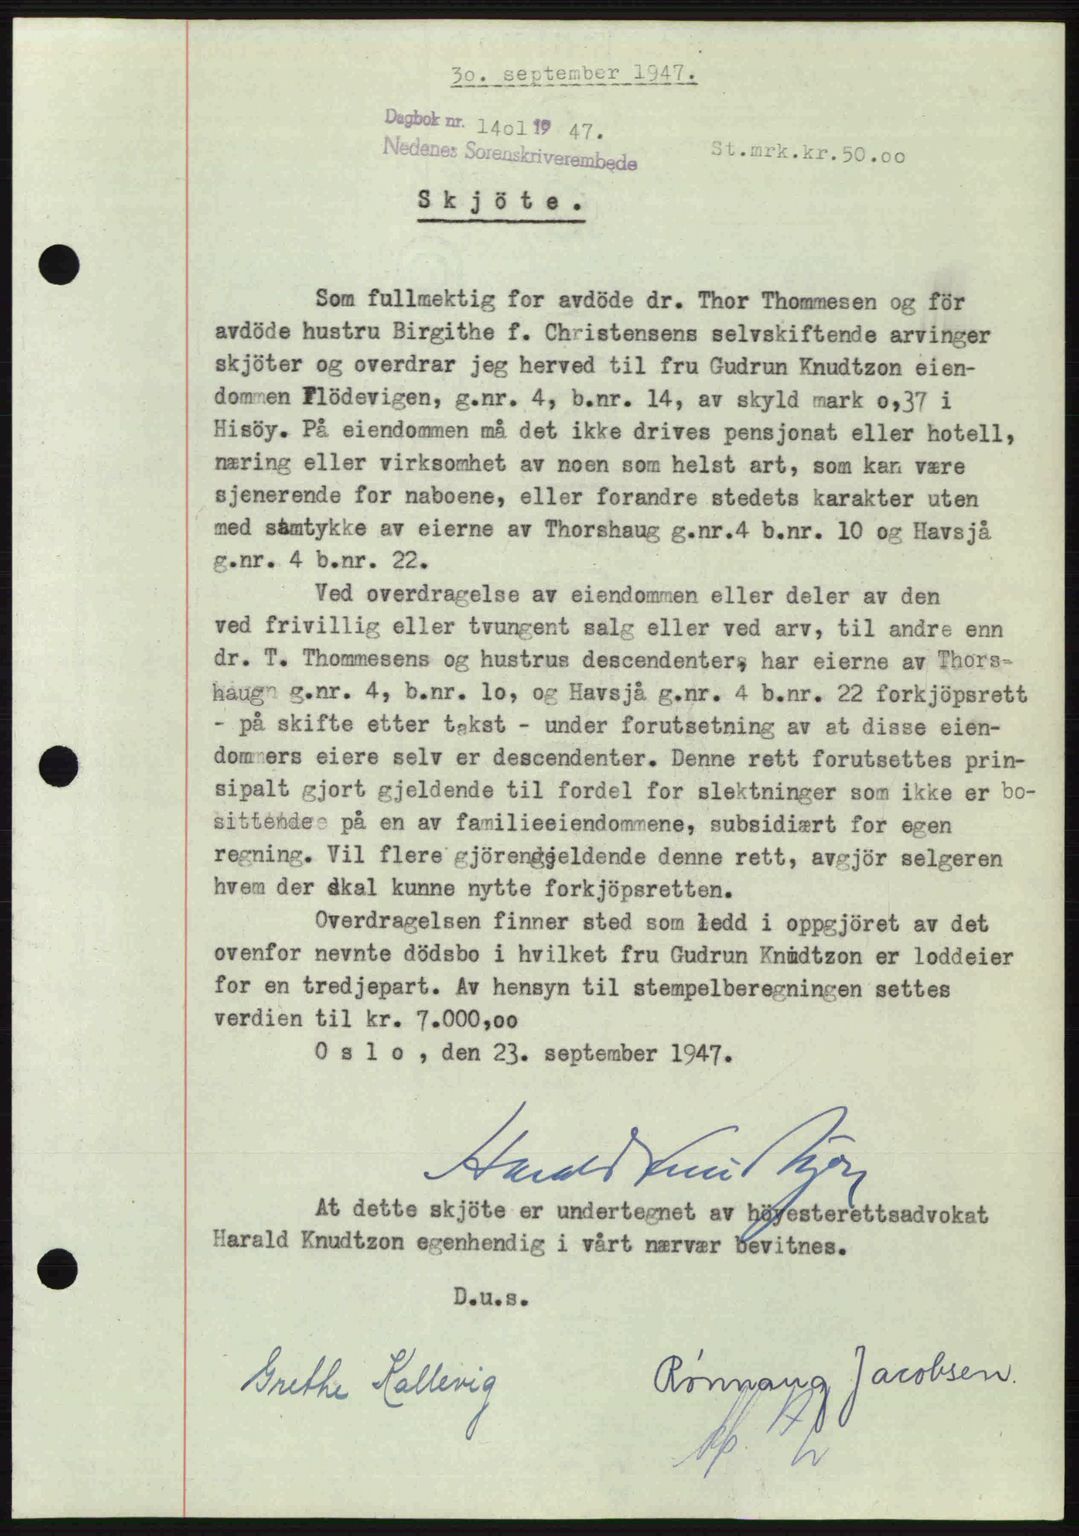 30. september 1947.
Dagbok nr. 14o1 19 47.
Nedenes Sorenskriverembede
St.mrk.kr.50.oo
Skjöte.
Som fullmektig for avdöde dr. Thor Thommesen og för
avdöde hustru Birgithe f. Christensens selvskiftende arvinger
skjöter og overdrar jeg herved til fru Gudrun Knudtzon eien-
dommen Flödevigen, g.nr. 4, b.nr. 14, av skyld mark o,37 i
Hisöy. På eiendommen må det ikke drives pensjonat eller hotell,
næring eller virksomhet av noen som helst art, som kan være
sjenerende for naboene, eller forandre stedets karakter uten
med samtykke av eierne av Thorshaug g.nr.4 b.nr. 10 og Havsjå
g.nr. 4 b.nr. 22.
Ved overdragelse av eiendommen eller deler av den
ved frivillig eller tvungent salg eller ved arv, til andre enn
dr. T. Thommesens og hustrus descendenter, har eierne av Thors-
haugn g.nr. 4, b.nr. lo, og Havsjå g.nr. 4 b.nr. 22 forkjöpsrett
- på skifte etter takst - under forutsetning av at disse eien-
dommers eiere selv er descendenter. Denne rett forutsettes prin-
sipalt gjort gjeldende til fordel for slektninger som ikke er bo-
sittende på en av familieeiendommene, subsidiært for egen
regning. Vil flere gjörengjeldende denne rett, avgjör selgeren
hvem der skal kunne nytte forkjöpsretten.
Overdragelsen finner sted som ledd i oppgjöret av det
ovenfor nevnte dödsbo i hvilket fru Gudrun Knudtzon er loddeier
for en tredjepart. Av hensyn til stempelberegningen settes
verdien til kr. 7.000,oo
Oslo, den 23. september 1947.
Harald Knudtzon
At dette skjöte er undertegnet av höyesterettsadvokat
Harald Knudtzon egenhendig i vårt nærvær bevitnes.
D.u.s.
Grethe Kallevig
Rønnaug Jacobsen.